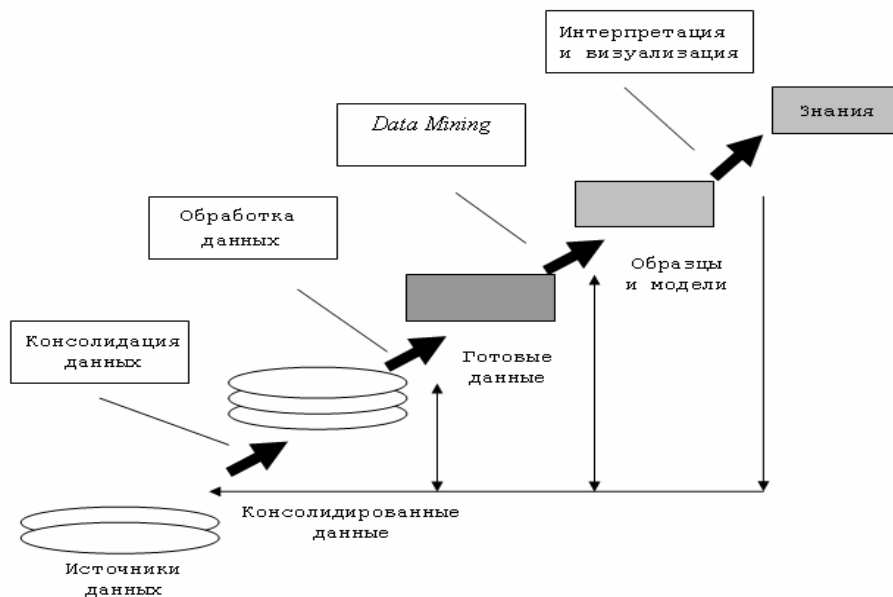 Интерпретация
и визуализация
Знания
Data Mining
Обработка
данных
Образцы
и модели
Консолидация
данных
Готовые
данные
Консолидированные
данные
Источники
данных